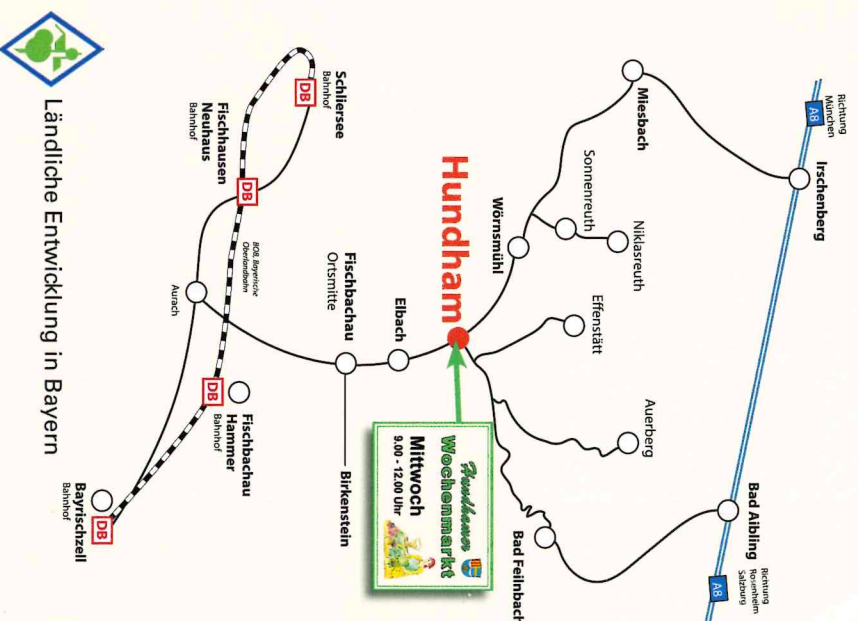 Richtung
München
A8
Irschenberg
Miesbach
Niklasreuth
Sonnenreuth
Wörnsmühl
Effenstätt
Auerberg
Bad Aibling
Richtung
Rosenheim
Salzburg
A8
Bad Feilnbach
Hundham
Hundhamer
Wochenmarkt
Mittwoch
9.00 - 12.00 Uhr
Elbach
Fischbachau
Ortsmitte
Birkenstein
Schliersee
Bahnhof
DB
Fischhausen
Neuhaus
Bahnhof
DB
BOB, Bayerische
Oberlandbahn
Aurach
Fischbachau
Hammer
Bahnhof
DB
Bayrischzell
Bahnhof
DB
Ländliche Entwicklung in Bayern